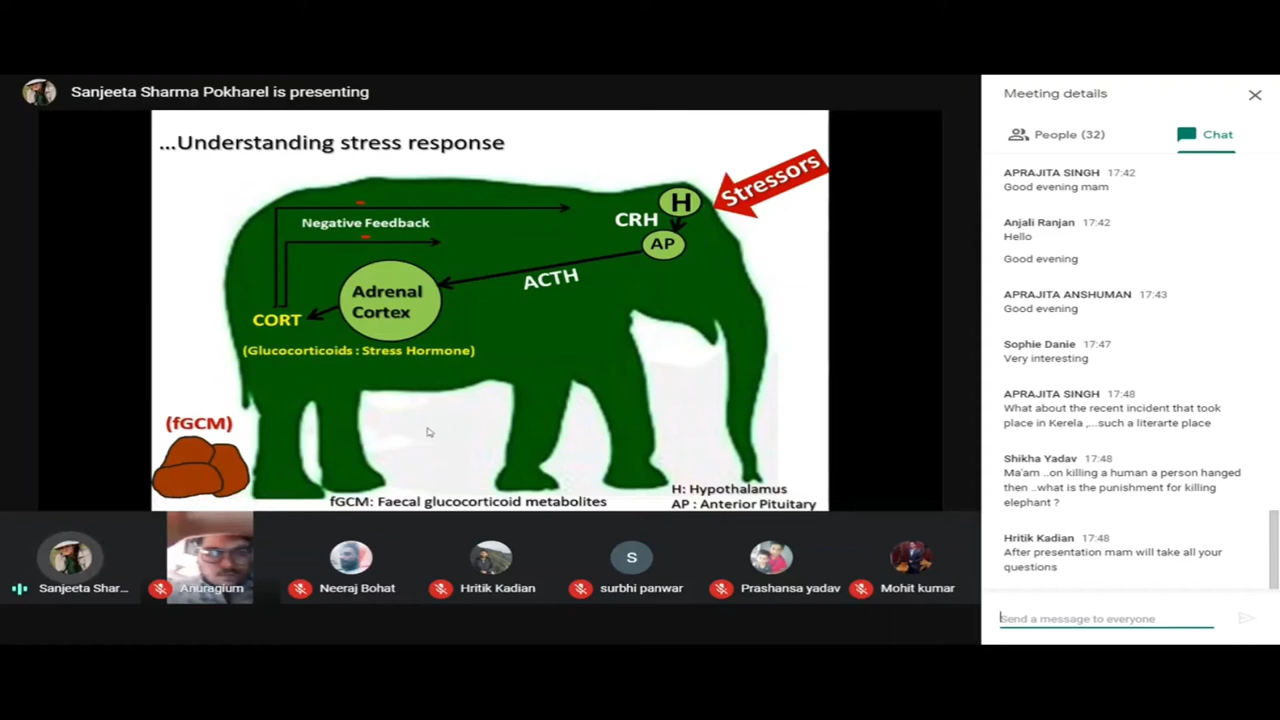 Sanjeeta Sharma Pokharel is presenting
...Understanding stress response
Stressors
H
CRH
AP
Negative Feedback
ACTH
Adrenal
Cortex
CORT
(Glucocorticoids : Stress Hormone)
(fGCM)
fGCM: Faecal glucocorticoid metabolites
H: Hypothalamus
AP : Anterior Pituitary
Sanjeeta Shar...
Anuragium
Neeraj Bohat
Hritik Kadian
S
surbhi panwar
Prashansa yadav
Mohit kumar
Meeting details
People (32)
Chat
APRAJITA SINGH 17:42
Good evening mam
Anjali Ranjan 17:42
Hello
Good evening
APRAJITA ANSHUMAN 17:43
Good evening
Sophie Danie 17:47
Very interesting
APRAJITA SINGH 17:48
What about the recent incident that took
place in Kerela ,...such a literarte place
Shikha Yadav 17:48
Ma'am ..on killing a human a person hanged
then ..what is the punishment for killing
elephant ?
Hritik Kadian 17:48
After presentation mam will take all your
questions
Send a message to everyone